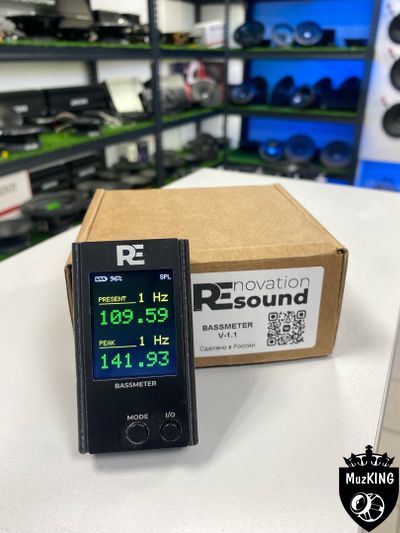 RE
96% SPL
PRESENT 1 Hz
109.59
PEAK 1 Hz
141.93
BASSMETER
MODE I/O
REnovation
REsound
BASSMETER
V-1.1
Сделано в России
MuzKING